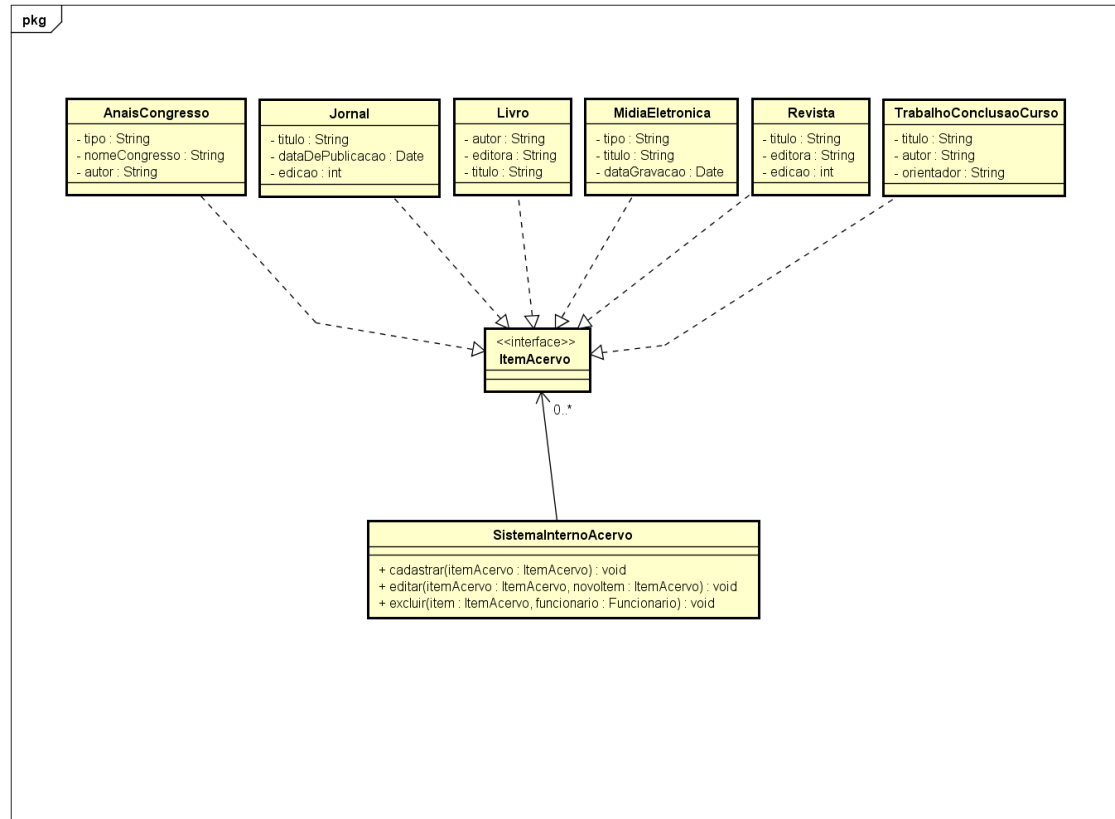 pkg
AnaisCongresso
- tipo : String
- nomeCongresso : String
- autor : String
Jornal
- titulo : String
- dataDePublicacao : Date
- edicao : int
Livro
- autor : String
- editora : String
- titulo : String
MidiaEletronica
- tipo : String
- titulo : String
- dataGravacao : Date
Revista
- titulo : String
- editora : String
- edicao : int
TrabalhoConclusaoCurso
- titulo : String
- autor : String
- orientador : String
<<interface>>
ItemAcervo
0..*
SistemaInternoAcervo
+ cadastrar(itemAcervo : ItemAcervo) : void
+ editar(itemAcervo : ItemAcervo, novoItem : ItemAcervo) : void
+ excluir(item : ItemAcervo, funcionario : Funcionario) : void